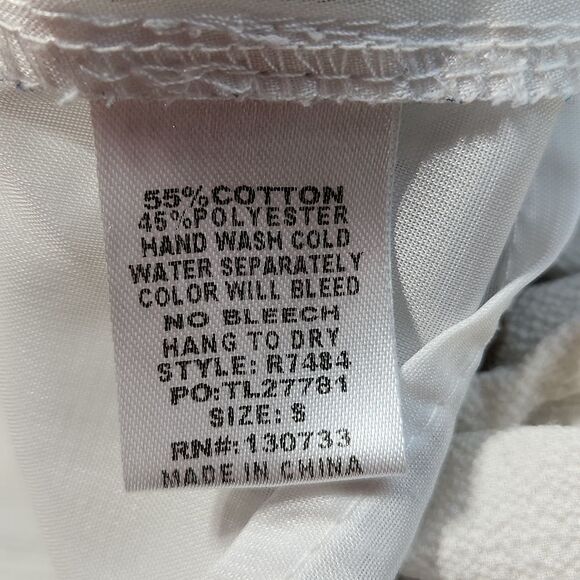 55%COTTON
45%POLYESTER
HAND WASH COLD
WATER SEPARATELY
COLOR WILL BLEED
NO BLEECH
HANG TO DRY
STYLE: R7484
PO:TL27781
SIZE: S
RN#: 130733
MADE IN CHINA